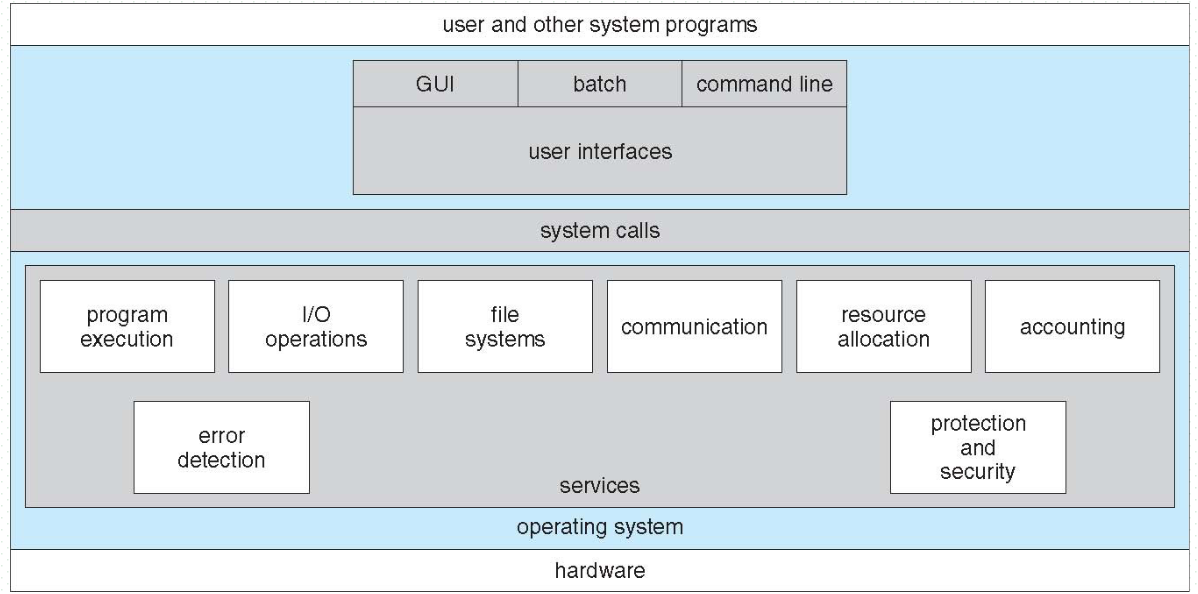 user and other system programs
GUI
batch
command line
user interfaces
system calls
program
execution
I/O
operations
file
systems
communication
resource
allocation
accounting
error
detection
protection
and
security
services
operating system
hardware